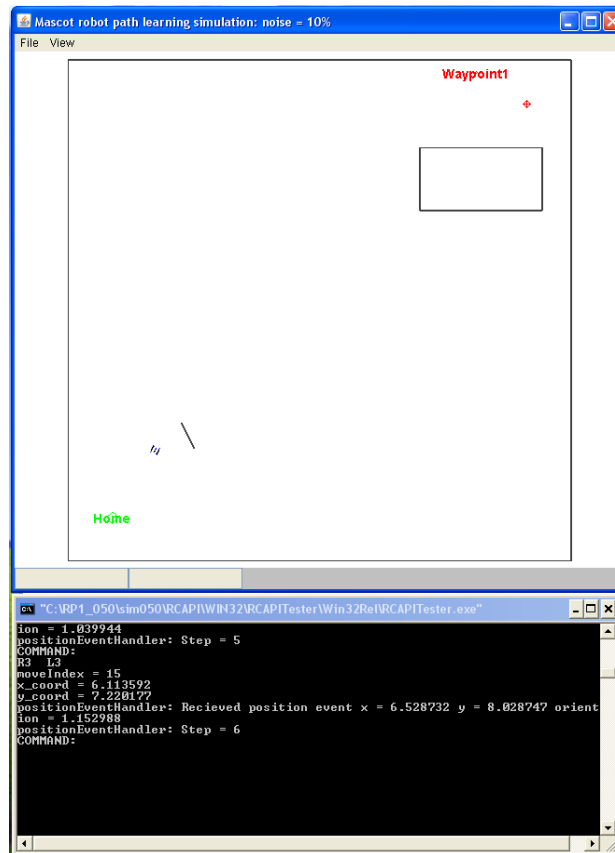 Mascot robot path learning simulation: noise = 10%
File View
Waypoint1
Home
"C:\RP1_050\sim050\RCAPI\WIN32\RCAPITester\Win32Rel\RCAPITester.exe"
ion = 1.039944
positionEventHandler: Step = 5
COMMAND:
R3 L3
moveIndex = 15
x_coord = 6.113592
y_coord = 7.220177
positionEventHandler: Recieved position event x = 6.528732 y = 8.028747 orient
ion = 1.152988
positionEventHandler: Step = 6
COMMAND: